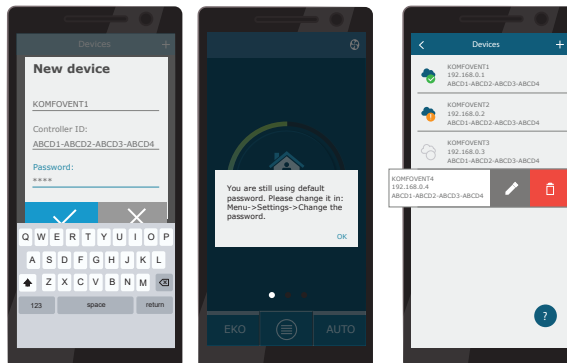 Devices
+
New device
KOMFOVENT1
Controller ID:
ABCD1-ABCD2-ABCD3-ABCD4
Password:
****
Q W E R T Y U I O P
A S D F G H J K L
Z X C V B N M
123 space return
You are still using default
password. Please change it in:
Menu->Settings->Change the
password.
OK
EKO
AUTO
Devices
+
KOMFOVENT1
192.168.0.1
ABCD1-ABCD2-ABCD3-ABCD4
KOMFOVENT2
192.168.0.2
ABCD1-ABCD2-ABCD3-ABCD4
KOMFOVENT3
192.168.0.3
ABCD1-ABCD2-ABCD3-ABCD4
KOMFOVENT4
192.168.0.4
ABCD1-ABCD2-ABCD3-ABCD4
?